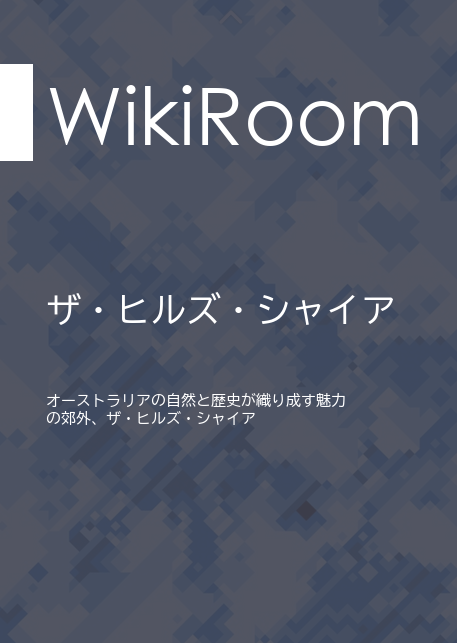 WikiRoom
ザ・ヒルズ・シャイア
オーストラリアの自然と歴史が織り成す魅力
の郊外、ザ・ヒルズ・シャイア